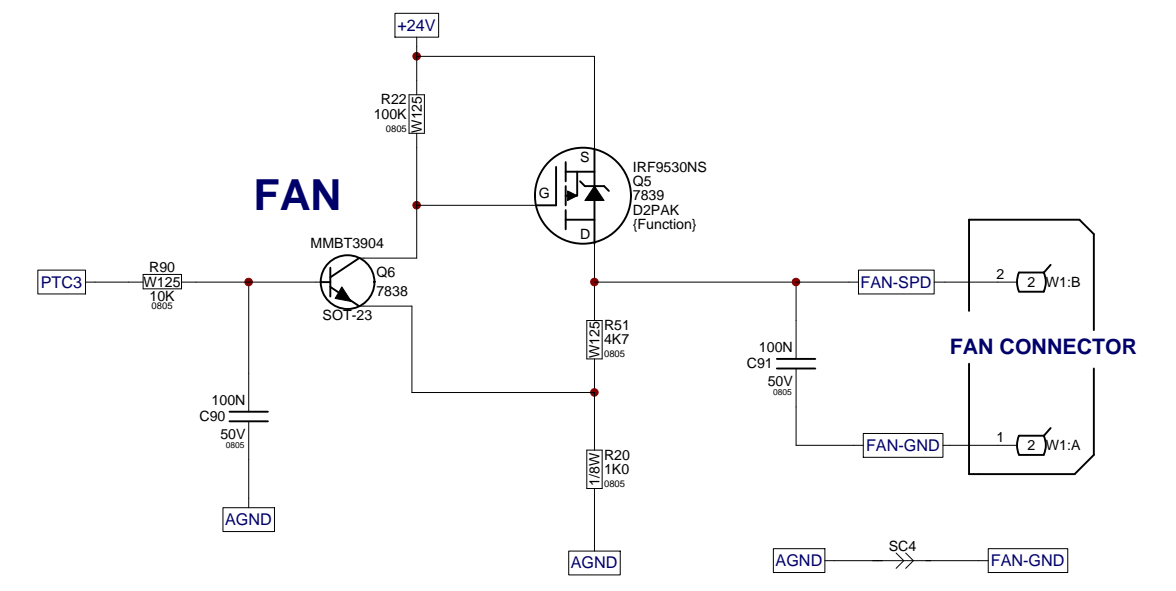 +24V
R22
100K
0805
W125
FAN
S
G
D
IRF9530NS
Q5
7839
D2PAK
{Function}
MMBT3904
Q6
7838
SOT-23
PTC3
R90
W125
10K
0805
FAN-SPD
2
2
W1:B
R51
4K7
0805
W125
100N
C91
50V
0805
FAN CONNECTOR
100N
C90
50V
0805
FAN-GND
1
2
W1:A
R20
1K0
0805
1/8W
AGND
AGND
AGND
SC4
FAN-GND